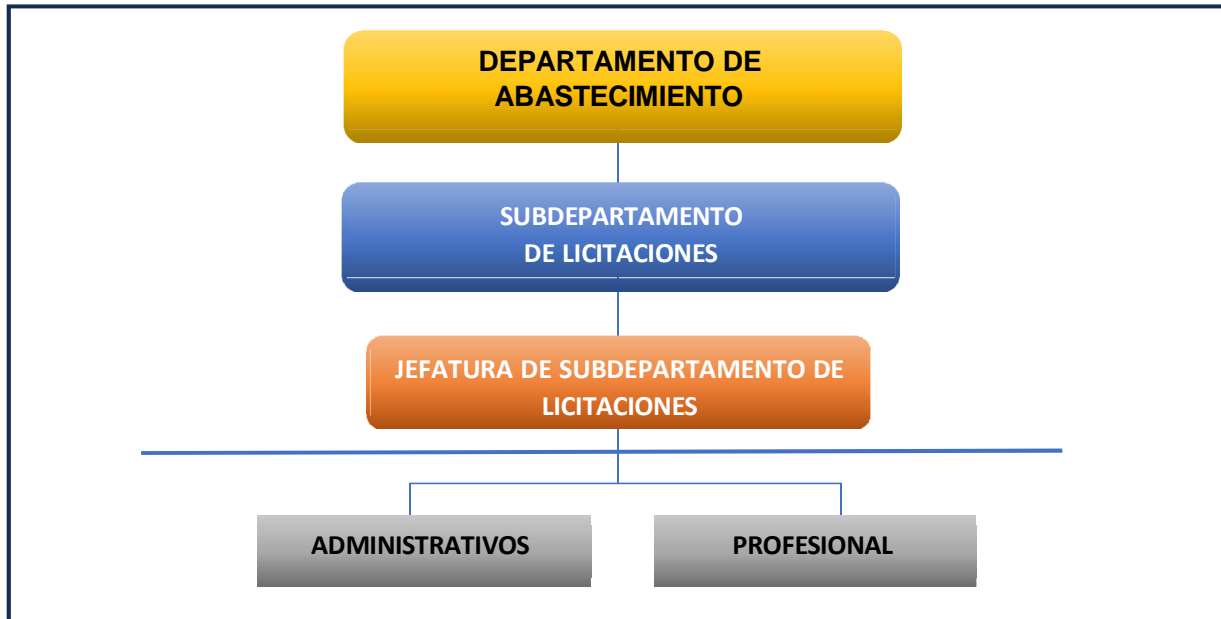 DEPARTAMENTO DE
ABASTECIMIENTO
SUBDEPARTAMENTO
DE LICITACIONES
JEFATURA DE SUBDEPARTAMENTO DE
LICITACIONES
ADMINISTRATIVOS
PROFESIONAL